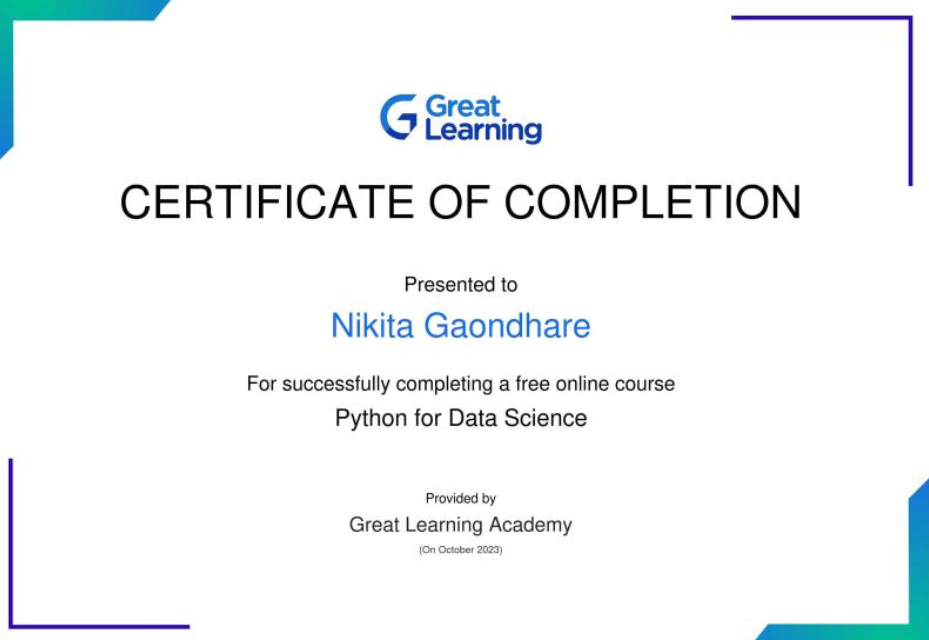 Great
Learning
CERTIFICATE OF COMPLETION
Presented to
Nikita Gaondhare
For successfully completing a free online course
Python for Data Science
Provided by
Great Learning Academy
(On October 2023)